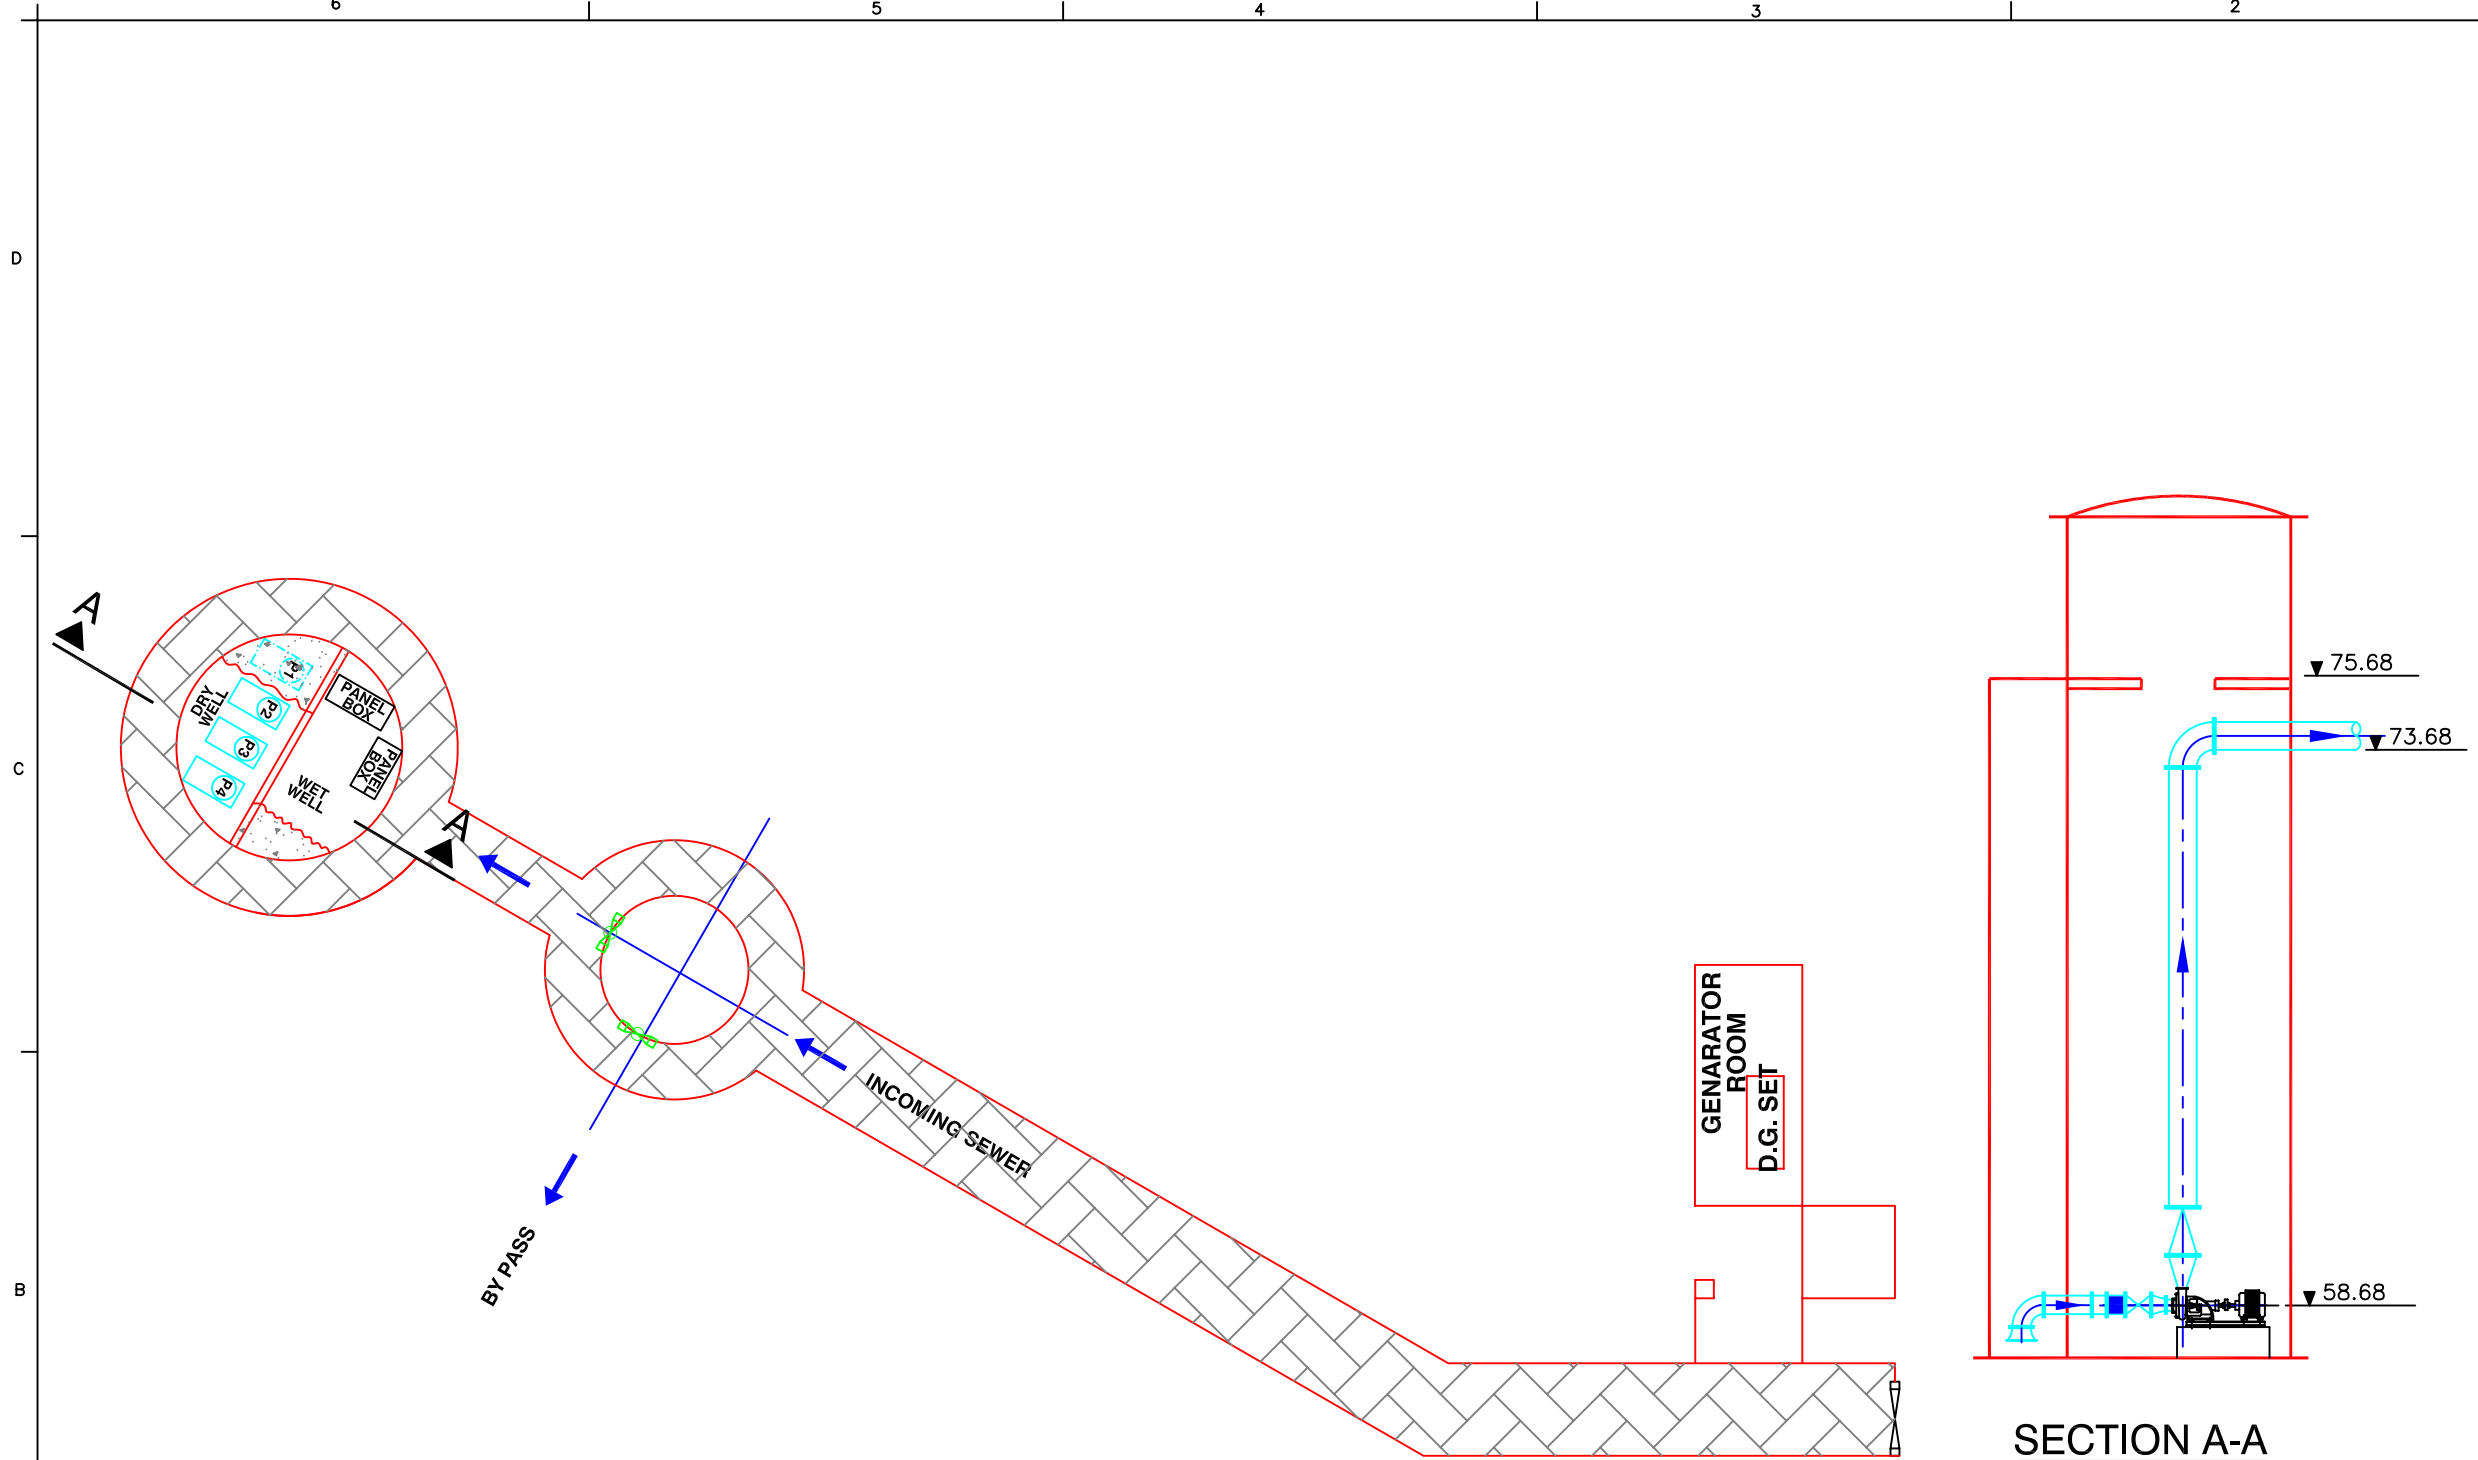 6
5
4
3
2
D
C
B
A
A
P1
P2
P3
P4
DRY
WELL
PANEL
BOX
PANEL
BOX
WET
WELL
INCOMING SEWER
BY PASS
GENARATOR
ROOM
D.G. SET
75.68
73.68
58.68
SECTION A-A